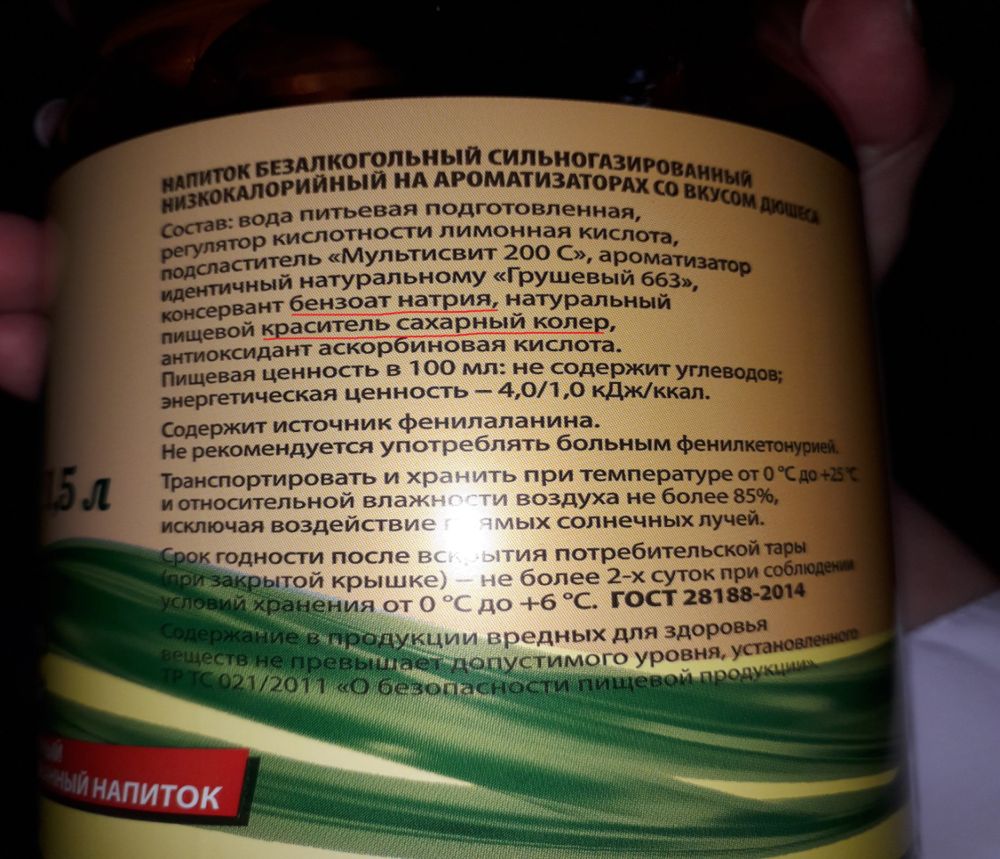 НАПИТОК БЕЗАЛКОГОЛЬНЫЙ СИЛЬНОГАЗИРОВАННЫЙ
НИЗКОКАЛОРИЙНЫЙ НА АРОМАТИЗАТОРАХ СО ВКУСОМ ДЮШЕСА
Состав: вода питьевая подготовленная,
регулятор кислотности лимонная кислота,
подсластитель «Мультисвит 200 С», ароматизатор
идентичный натуральному «Грушевый 663»,
консервант бензоат натрия, натуральный
пищевой краситель сахарный колер,
антиоксидант аскорбиновая кислота.
Пищевая ценность в 100 мл: не содержит углеводов;
энергетическая ценность – 4,0/1,0 кДж/ккал.
Содержит источник фенилаланина.
Не рекомендуется употреблять больным фенилкетонурией.
Транспортировать и хранить при температуре от 0 °С до +25 °С
и относительной влажности воздуха не более 85%,
исключая воздействие прямых солнечных лучей.
1,5 л
Срок годности после вскрытия потребительской тары
(при закрытой крышке) – не более 2-х суток при соблюдении
условий хранения от 0 °С до +6 °С. ГОСТ 28188-2014
Содержание в продукции вредных для здоровья
веществ не превышает допустимого уровня, установленного
ТР ТС 021/2011 «О безопасности пищевой продукции».
НАПИТОК